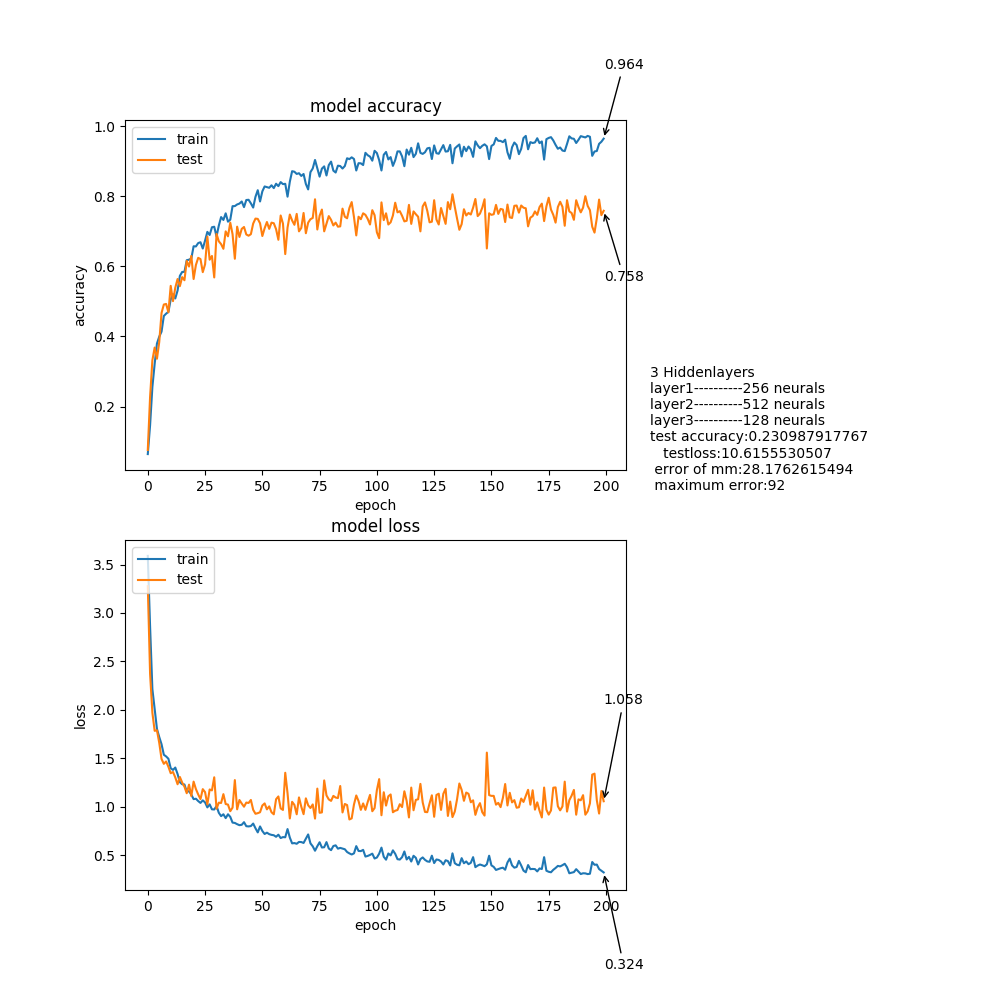 0.964
model accuracy
1.0
0.8
0.6
0.4
0.2
accuracy
train
test
0.758
0 25 50 75 100 125 150 175 200
epoch
3 Hiddenlayers
layer1----------256 neurals
layer2----------512 neurals
layer3----------128 neurals
test accuracy:0.230987917767
testloss:10.6155530507
error of mm:28.1762615494
maximum error:92
model loss
3.5
3.0
2.5
2.0
1.5
1.0
0.5
loss
train
test
1.058
0 25 50 75 100 125 150 175 200
epoch
0.324